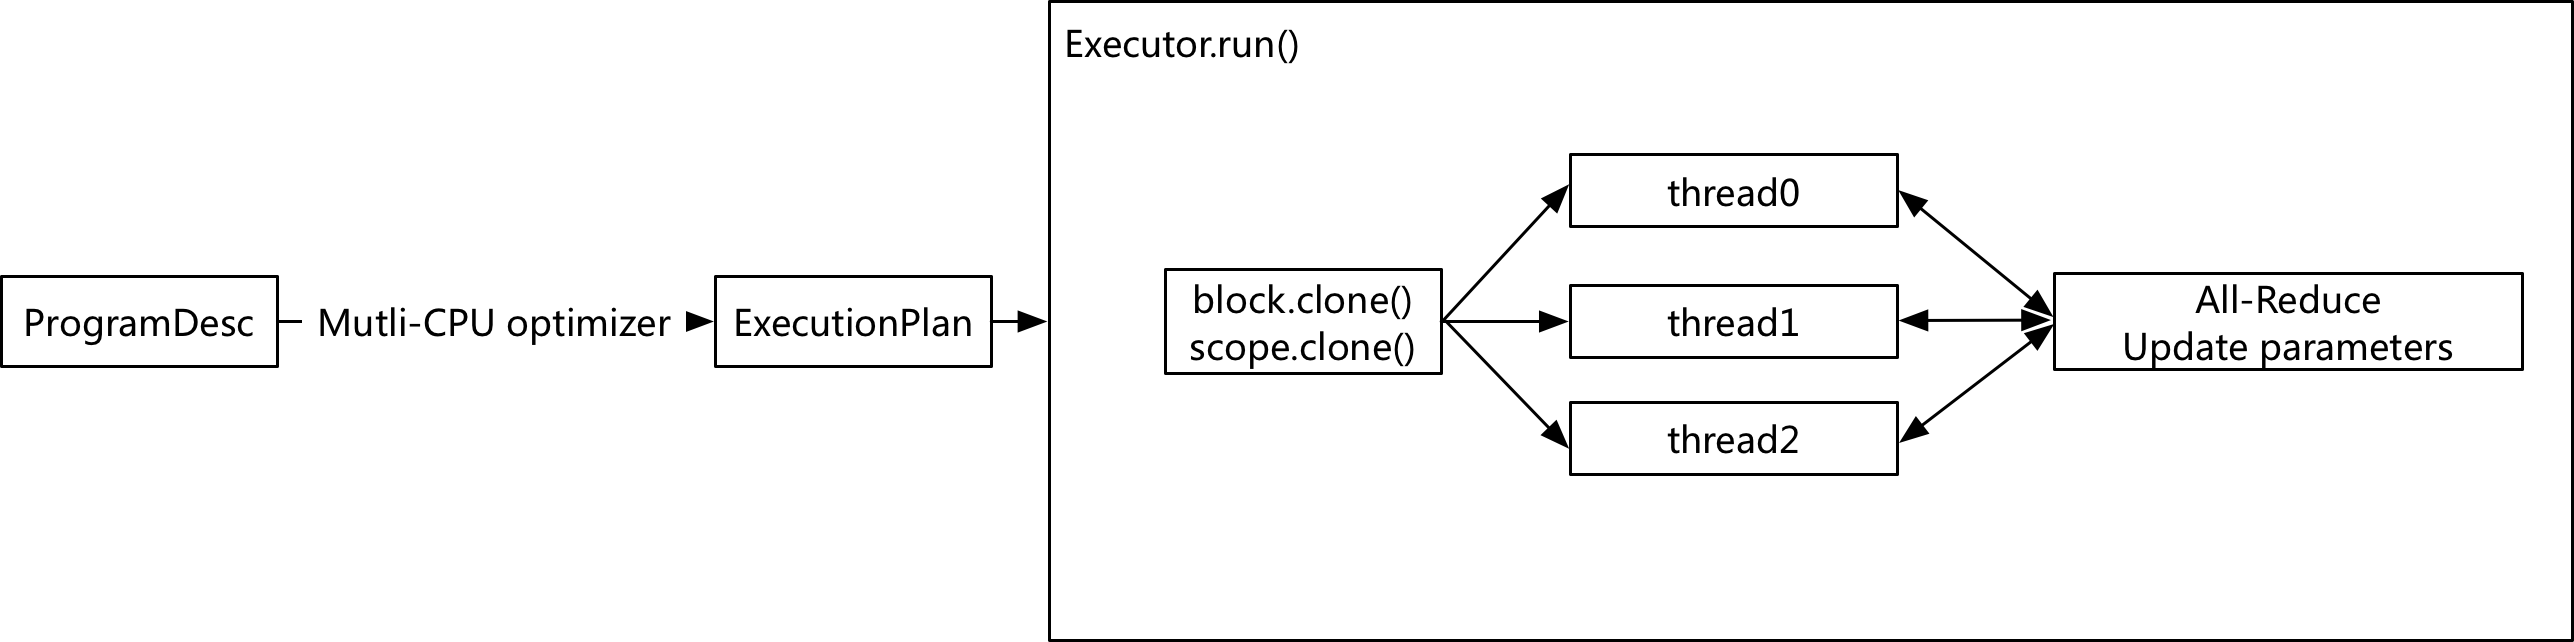 Executor.run()
ProgramDesc
Mutli-CPU optimizer
ExecutionPlan
block.clone()
scope.clone()
thread0
thread1
thread2
All-Reduce
Update parameters